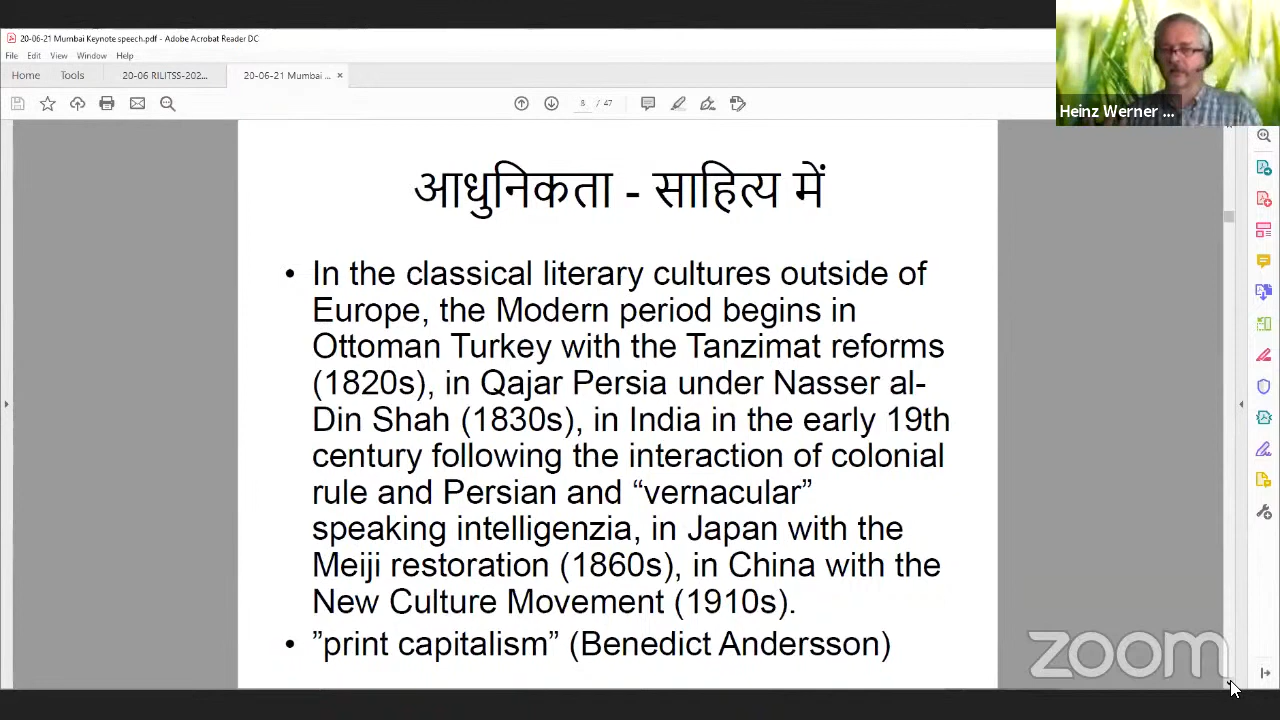 20-06-21 Mumbai Keynote speech.pdf - Adobe Acrobat Reader DC
File Edit View Window Help
Home Tools 20-06 RILITSS-202... 20-06-21 Mumbai ... ×
8 / 47
Heinz Werner ...
आधुनिकता - साहित्य में
• In the classical literary cultures outside of
Europe, the Modern period begins in
Ottoman Turkey with the Tanzimat reforms
(1820s), in Qajar Persia under Nasser al-
Din Shah (1830s), in India in the early 19th
century following the interaction of colonial
rule and Persian and “vernacular”
speaking intelligenzia, in Japan with the
Meiji restoration (1860s), in China with the
New Culture Movement (1910s).
• ”print capitalism” (Benedict Andersson)
zoom